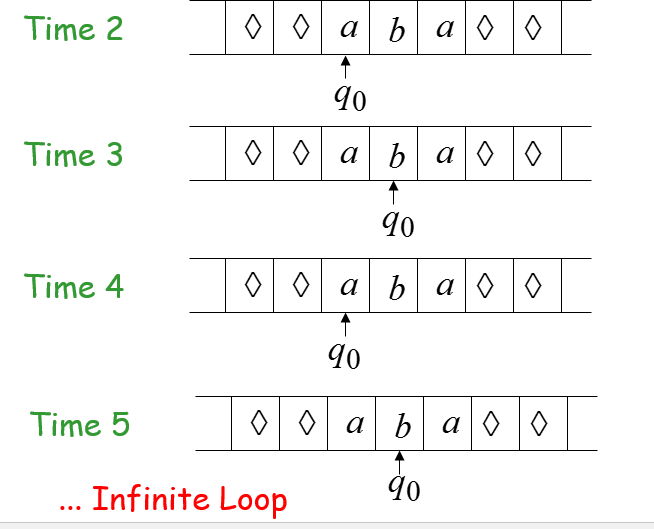 Time 2 ◊ ◊ a b a ◊ ◊
q0
Time 3 ◊ ◊ a b a ◊ ◊
q0
Time 4 ◊ ◊ a b a ◊ ◊
q0
Time 5 ◊ ◊ a b a ◊ ◊
q0
... Infinite Loop